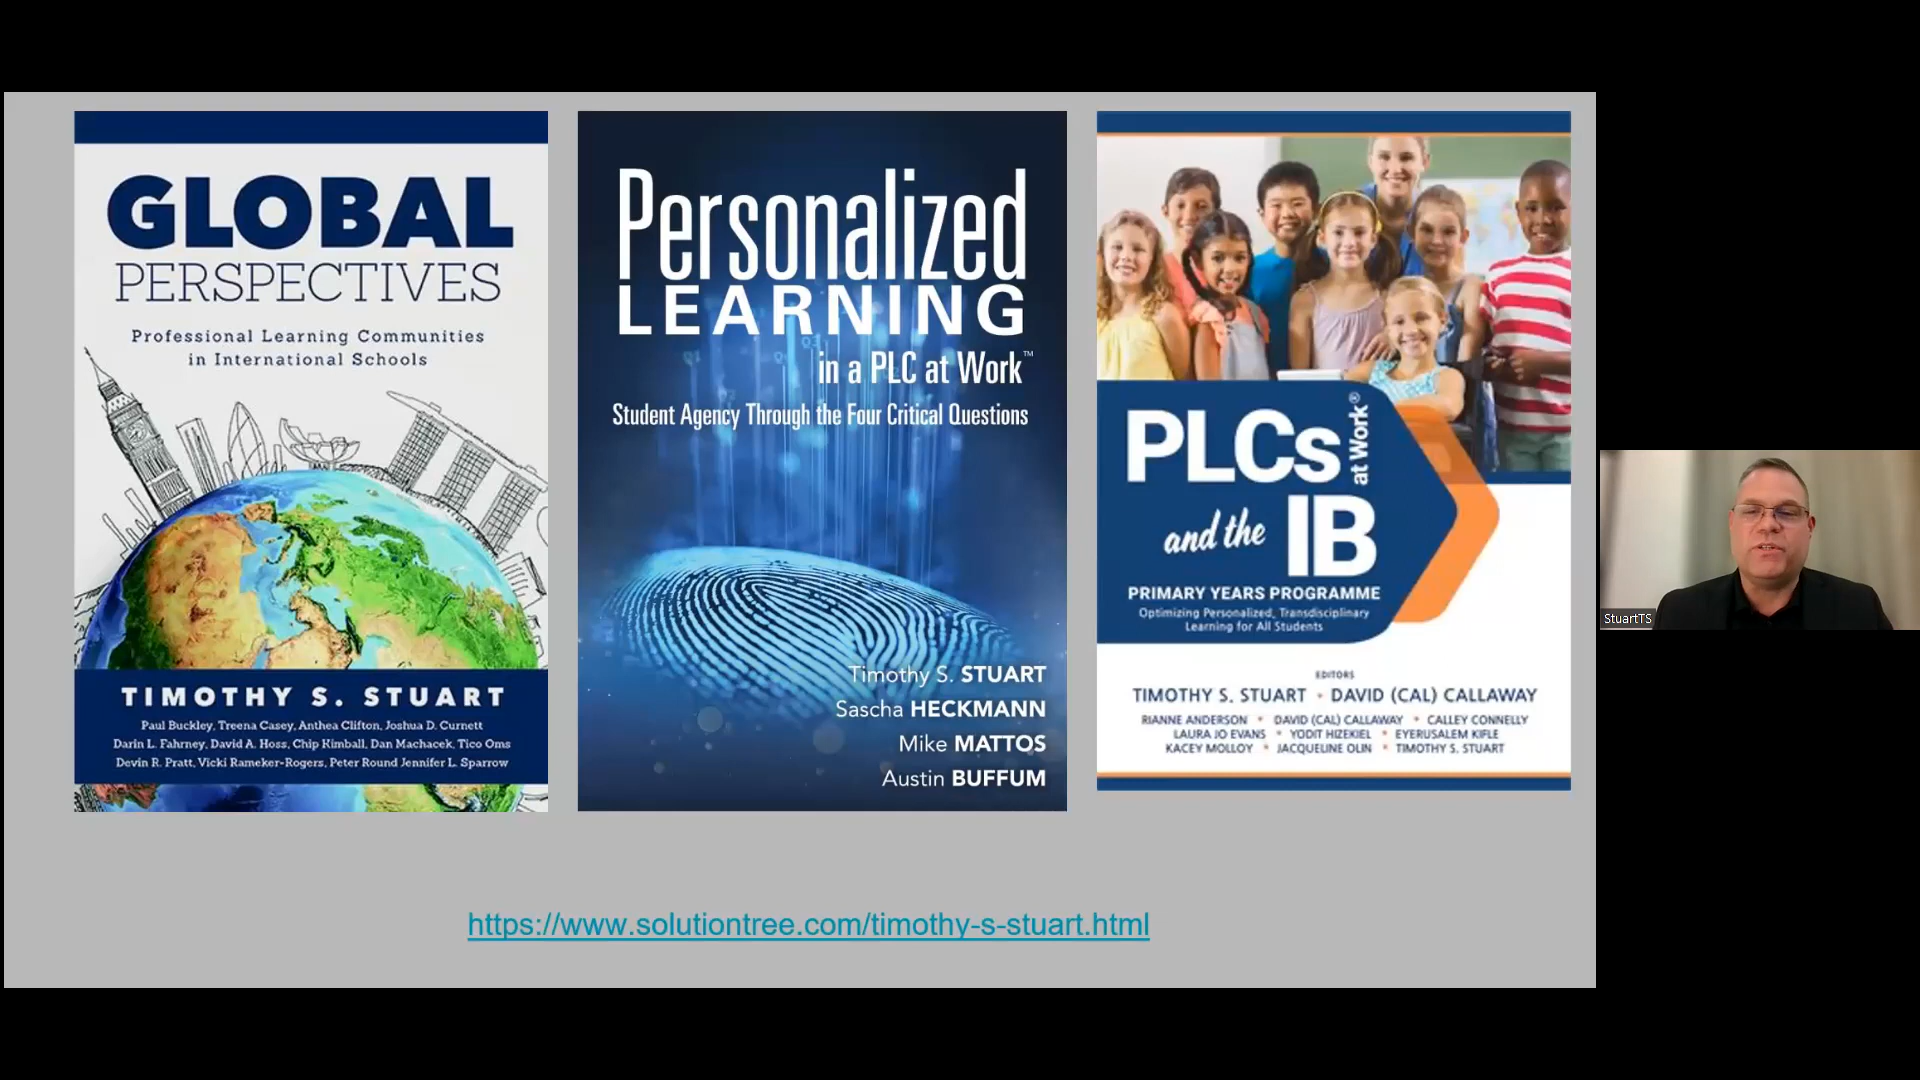 GLOBAL
PERSPECTIVES
Professional Learning Communities
in International Schools
TIMOTHY S. STUART
Paul Buckley, Treena Casey, Anthea Clifton, Joshua D. Curnett
Darin L. Fahrney, David A. Hoss, Chip Kimball, Dan Machacek, Tico Oms
Devin R. Pratt, Vicki Rameker-Rogers, Peter Round Jennifer L. Sparrow
Personalized
LEARNING
in a PLC at Work™
Student Agency Through the Four Critical Questions
Timothy S. STUART
Sascha HECKMANN
Mike MATTOS
Austin BUFFUM
PLCs at Work®
and the IB
PRIMARY YEARS PROGRAMME
Optimizing Personalized, Transdisciplinary
Learning for All Students
EDITORS
TIMOTHY S. STUART • DAVID (CAL) CALLAWAY
RIANNE ANDERSON • DAVID (CAL) CALLAWAY • CALLEY CONNELLY
LAURA JO EVANS • YODIT HIZEKIEL • EYERUSALEM KIFLE
KACEY MOLLOY • JACQUELINE OLIN • TIMOTHY S. STUART
https://www.solutiontree.com/timothy-s-stuart.html
StuartTS